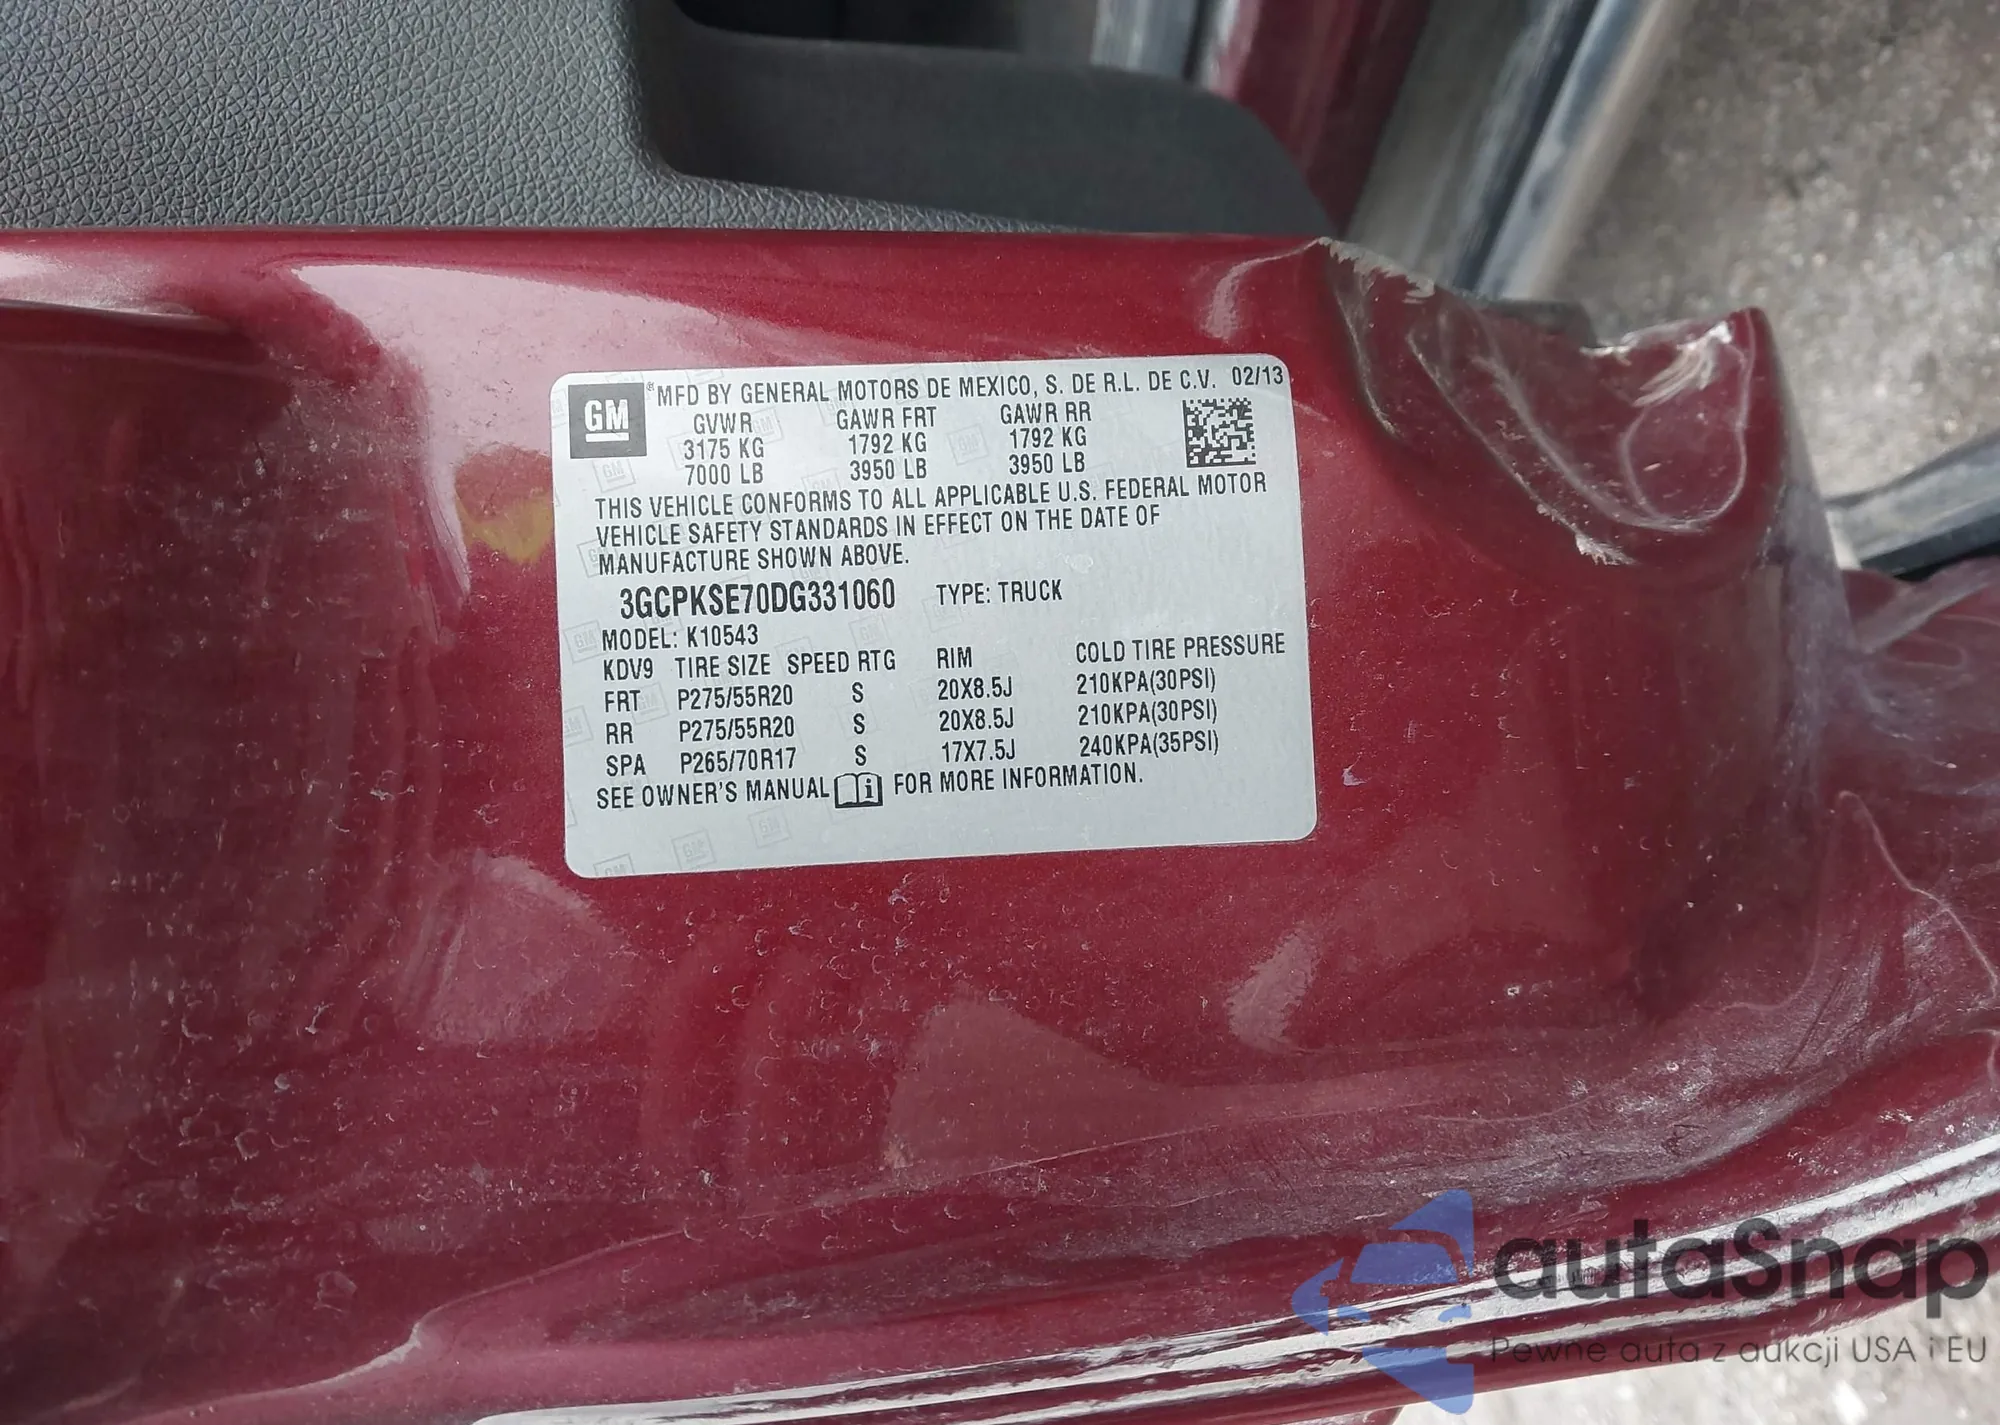 GM ® MFD BY GENERAL MOTORS DE MEXICO, S. DE R.L. DE C.V. 02/13
GVWR GAWR FRT GAWR RR
3175 KG 1792 KG 1792 KG
7000 LB 3950 LB 3950 LB
THIS VEHICLE CONFORMS TO ALL APPLICABLE U.S. FEDERAL MOTOR
VEHICLE SAFETY STANDARDS IN EFFECT ON THE DATE OF
MANUFACTURE SHOWN ABOVE.
3GCPKSE70DG331060 TYPE: TRUCK
MODEL: K10543
KDV9 TIRE SIZE SPEED RTG RIM COLD TIRE PRESSURE
FRT P275/55R20 S 20X8.5J 210KPA(30PSI)
RR P275/55R20 S 20X8.5J 210KPA(30PSI)
SPA P265/70R17 S 17X7.5J 240KPA(35PSI)
SEE OWNER'S MANUAL i FOR MORE INFORMATION.
autaSnap
Pewne auta z aukcji USA i EU